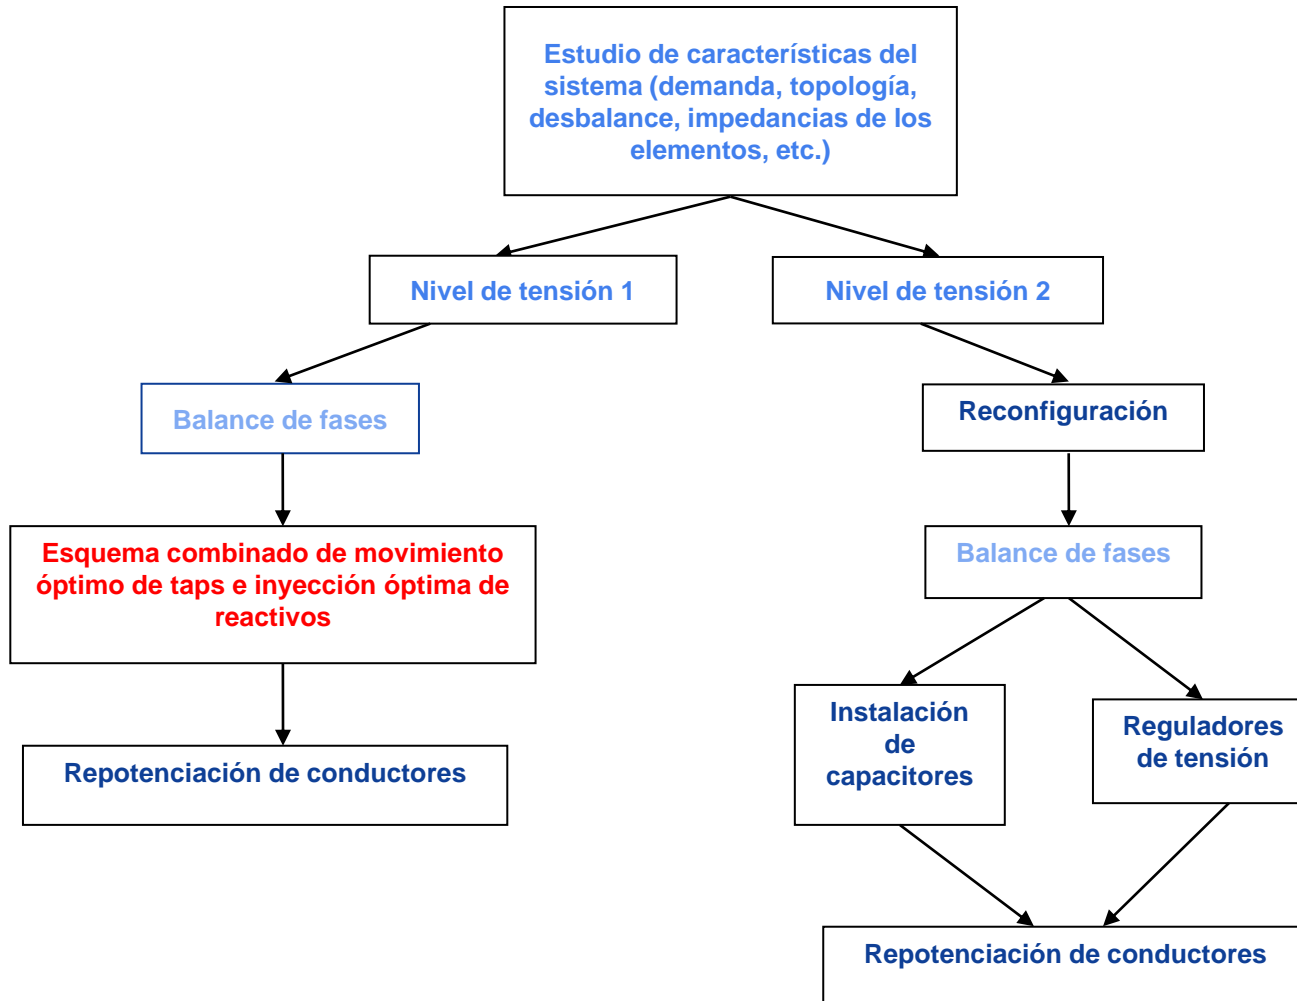 Estudio de características del
sistema (demanda, topología,
desbalance, impedancias de los
elementos, etc.)
Nivel de tensión 1
Nivel de tensión 2
Balance de fases
Reconfiguración
Esquema combinado de movimiento
óptimo de taps e inyección óptima de
reactivos
Balance de fases
Repotenciación de conductores
Instalación
de
capacitores
Reguladores
de tensión
Repotenciación de conductores